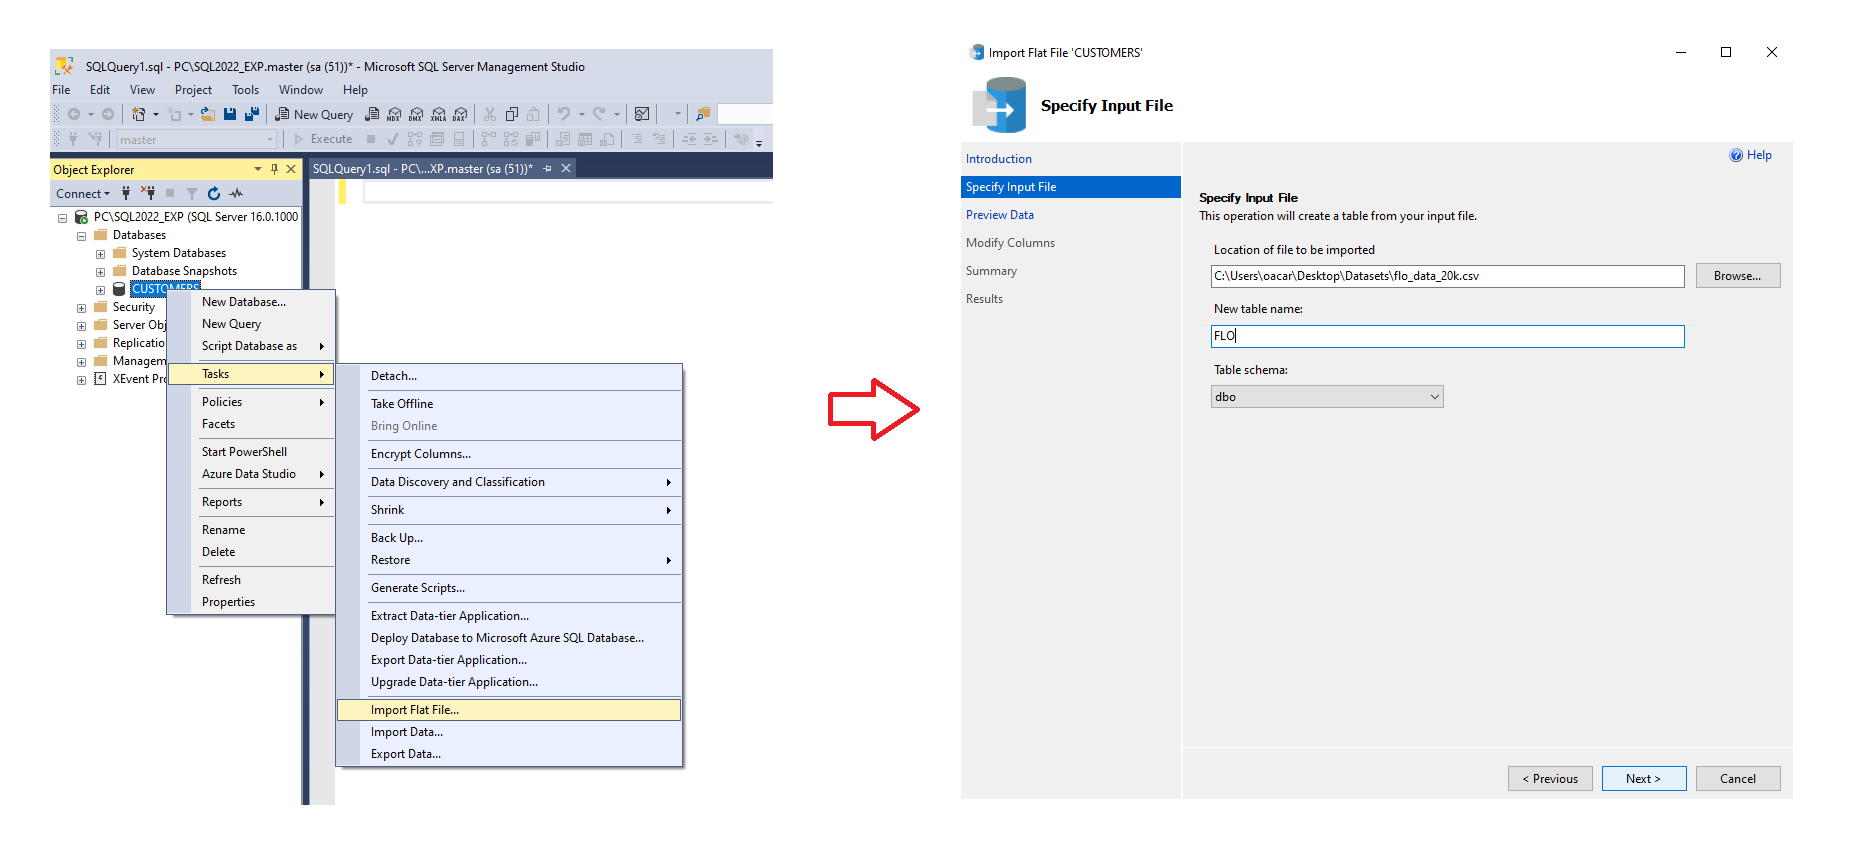 SQLQuery1.sql - PC\SQL2022_EXP.master (sa (51))* - Microsoft SQL Server Management Studio
File Edit View Project Tools Window Help
New Query MDX DMX XMLA DAX
master Execute
Object Explorer
SQLQuery1.sql - PC\...XP.master (sa (51))*
Connect
PC\SQL2022_EXP (SQL Server 16.0.1000
Databases
System Databases
Database Snapshots
CUSTOMERS
Security
Server Obj
Replicatio
Managem
XEvent Pro
New Database...
New Query
Script Database as
Tasks
Policies
Facets
Start PowerShell
Azure Data Studio
Reports
Rename
Delete
Refresh
Properties
Detach...
Take Offline
Bring Online
Encrypt Columns...
Data Discovery and Classification
Shrink
Back Up...
Restore
Generate Scripts...
Extract Data-tier Application...
Deploy Database to Microsoft Azure SQL Database...
Export Data-tier Application...
Upgrade Data-tier Application...
Import Flat File...
Import Data...
Export Data...
Import Flat File 'CUSTOMERS'
Specify Input File
Introduction
Specify Input File
Preview Data
Modify Columns
Summary
Results
Help
Specify Input File
This operation will create a table from your input file.
Location of file to be imported
C:\Users\oacar\Desktop\Datasets\flo_data_20k.csv
Browse...
New table name:
FLO
Table schema:
dbo
< Previous Next > Cancel